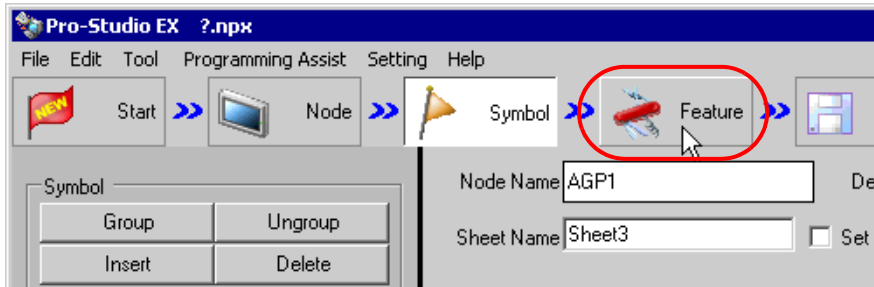 Pro-Studio EX ?.npx
File Edit Tool Programming Assist Setting Help
NEW Start Node Symbol Feature
Symbol
Node Name AGP1 De
Group Ungroup
Sheet Name Sheet3 Set
Insert Delete